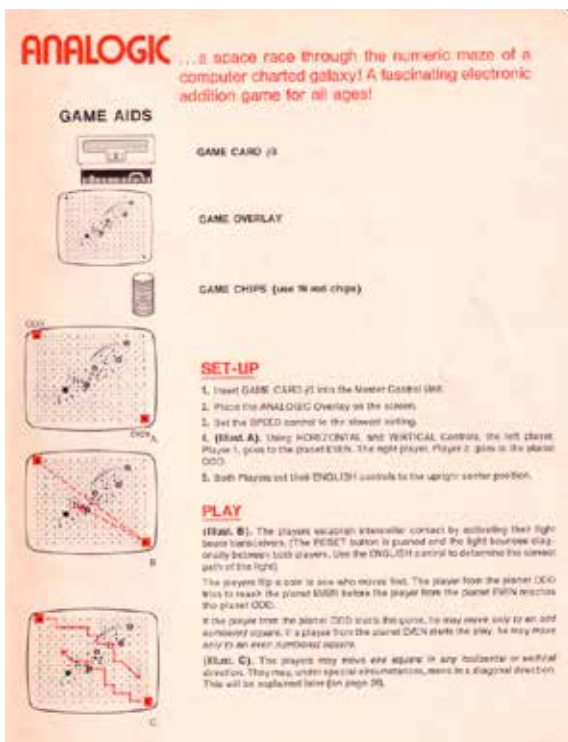 ANALOGIC
...a space race through the numeric maze of a
computer charted galaxy! A fascinating electronic
addition game for all ages!
GAME AIDS
GAME CARD
GAME OVERLAY
GAME CHIPS (use 16 red chips)
ODD
EVEN
A
B
C
SET-UP
1. Insert GAME CARD into the Master Control Unit.
2. Place the ANALOGIC Overlay on the screen.
3. Set the SPEED control to the slowest setting.
4. (Illust. A). Using HORIZONTAL and VERTICAL Controls, the left player,
Player 1, goes to the planet EVEN. The right player, Player 2, goes to the planet
ODD.
5. Both Players set their ENGLISH controls to the upright center position.
PLAY
(Illust. B). The players establish interstellar contact by activating their light
beam transceivers. (The RESET button is pushed and the light bounces diag-
onally between both players. Use the ENGLISH control to determine the correct
path of the light)
The players flip a coin to see who moves first. The player from the planet ODD
tries to reach the planet EVEN before the player from the planet EVEN reaches
the planet ODD.
If the player from the planet ODD starts the game, he may move only to an odd
numbered square. If a player from the planet EVEN starts the play, he may move
only to an even numbered square.
(Illust. C). The players may move one square in any horizontal or vertical
direction. They may, under special circumstances, move in a diagonal direction.
This will be explained later (on page